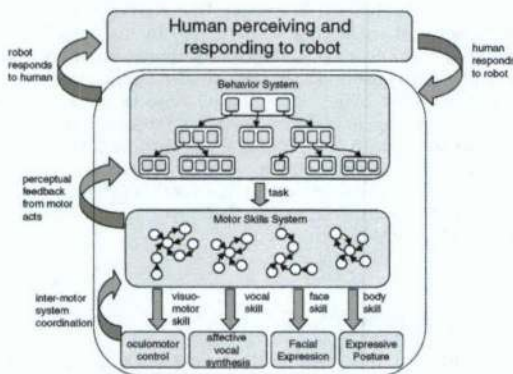 Human perceiving and
responding to robot
robot
responds
to human
human
responds
to robot
Behavior System
perceptual
feedback
from motor
acts
task
Motor Skills System
inter-motor
system
coordination
visuo-
motor
skill
vocal
skill
face
skill
body
skill
oculomotor
control
affective
vocal
synthesis
Facial
Expression
Expressive
Posture